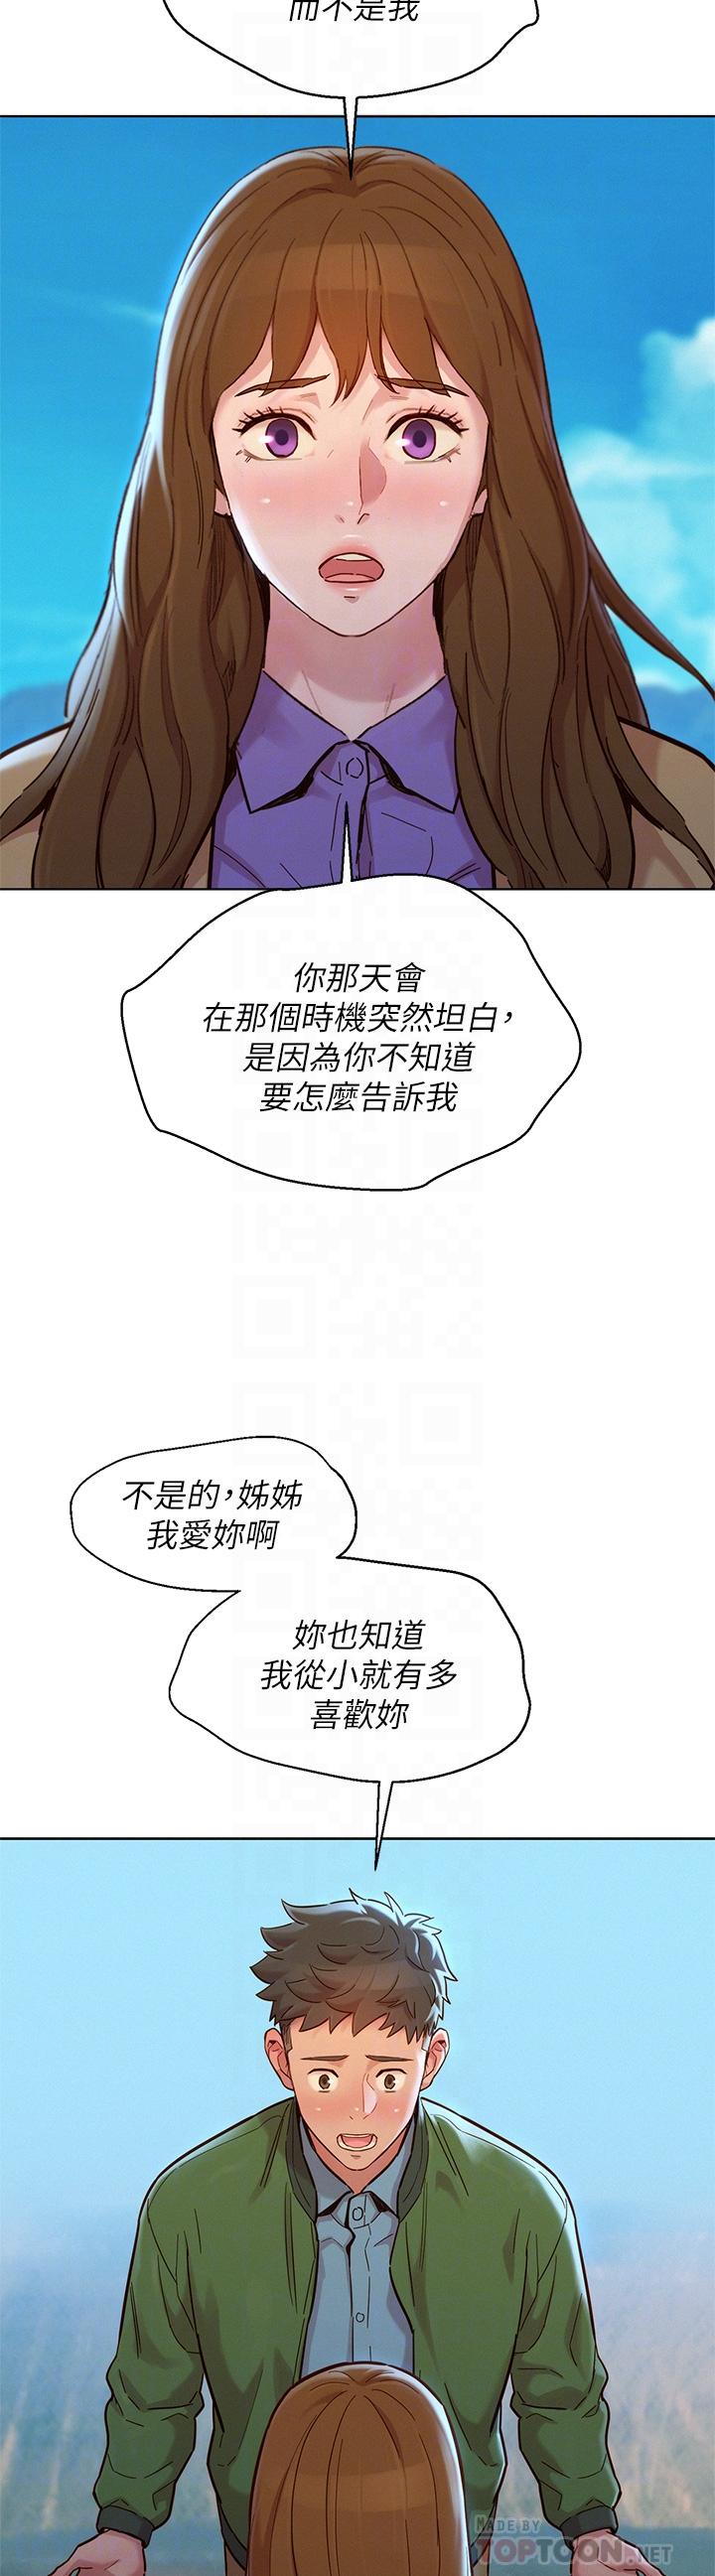 而不是我
你那天會
在那個時機突然坦白，
是因為你不知道
要怎麼告訴我
不是的，姊姊
我愛妳啊
妳也知道
我從小就有多
喜歡妳
MADE BY
TOPTOON.NET